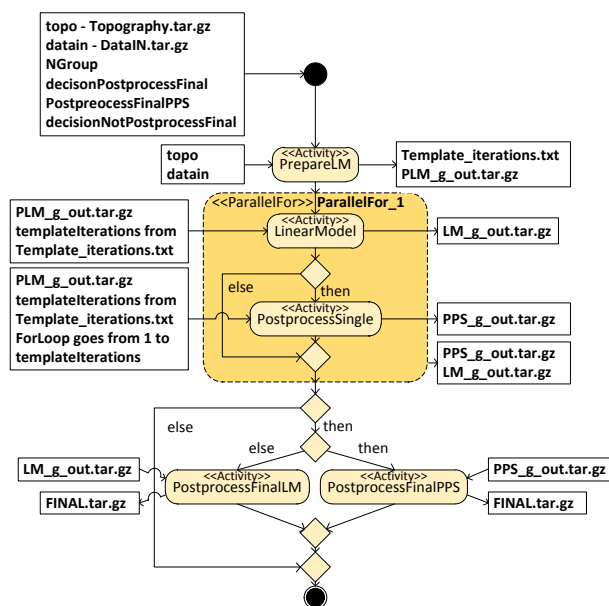 topo - Topography.tar.gz
datain - DataIN.tar.gz
NGroup
decisonPostprocessFinal
PostpreocessFinalPPS
decisionNotPostprocessFinal
topo
datain
<<Activity>>
PrepareLM
Template_iterations.txt
PLM_g_out.tar.gz
<<ParallelFor>> ParallelFor_1
PLM_g_out.tar.gz
templateIterations from
Template_iterations.txt
<<Activity>>
LinearModel
LM_g_out.tar.gz
else
then
PLM_g_out.tar.gz
templateIterations from
Template_iterations.txt
ForLoop goes from 1 to
templateIterations
<<Activity>>
PostprocessSingle
PPS_g_out.tar.gz
PPS_g_out.tar.gz
LM_g_out.tar.gz
else
then
else
then
LM_g_out.tar.gz
<<Activity>>
PostprocessFinalLM
<<Activity>>
PostprocessFinalPPS
PPS_g_out.tar.gz
FINAL.tar.gz
FINAL.tar.gz